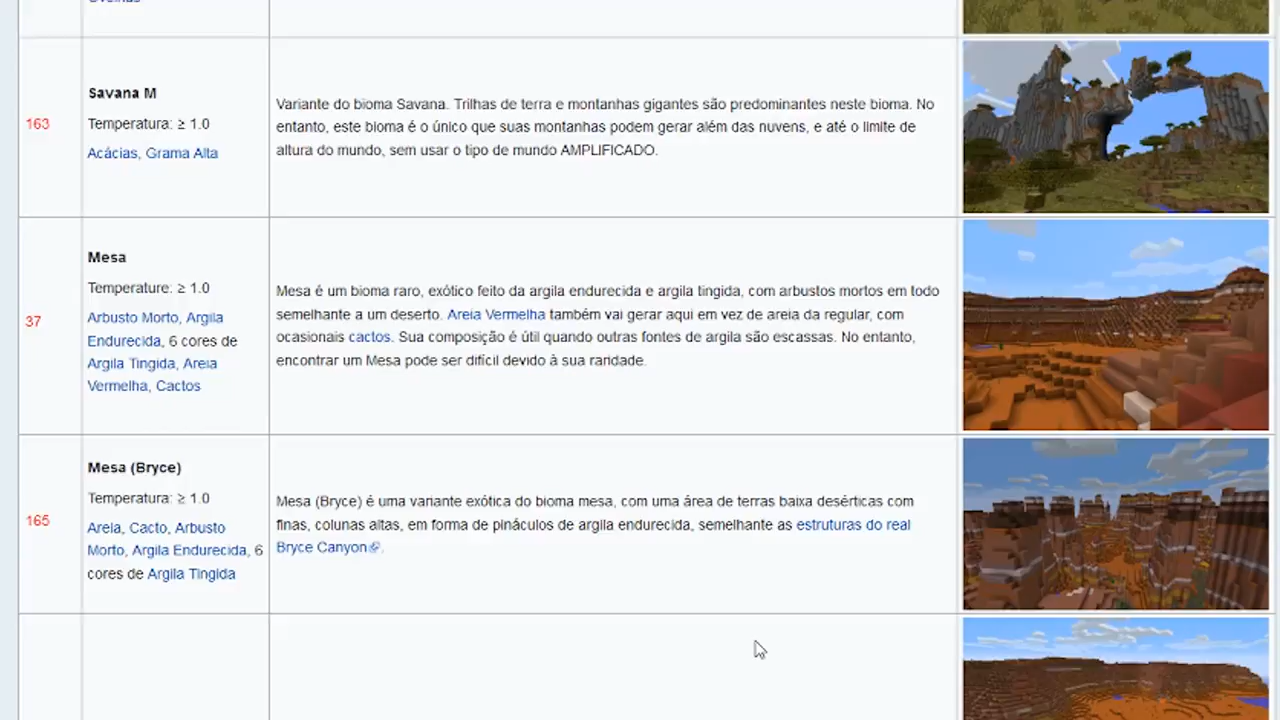 Ovelhas
163
Savana M
Temperatura: ≥ 1.0
Acácias, Grama Alta
Variante do bioma Savana. Trilhas de terra e montanhas gigantes são predominantes neste bioma. No
entanto, este bioma é o único que suas montanhas podem gerar além das nuvens, e até o limite de
altura do mundo, sem usar o tipo de mundo AMPLIFICADO.
37
Mesa
Temperature: ≥ 1.0
Arbusto Morto, Argila
Endurecida, 6 cores de
Argila Tingida, Areia
Vermelha, Cactos
Mesa é um bioma raro, exótico feito da argila endurecida e argila tingida, com arbustos mortos em todo
semelhante a um deserto. Areia Vermelha também vai gerar aqui em vez de areia da regular, com
ocasionais cactos. Sua composição é útil quando outras fontes de argila são escassas. No entanto,
encontrar um Mesa pode ser difícil devido à sua raridade.
165
Mesa (Bryce)
Temperatura: ≥ 1.0
Areia, Cacto, Arbusto
Morto, Argila Endurecida, 6
cores de Argila Tingida
Mesa (Bryce) é uma variante exótica do bioma mesa, com uma área de terras baixa desérticas com
finas, colunas altas, em forma de pináculos de argila endurecida, semelhante as estruturas do real
Bryce Canyon.